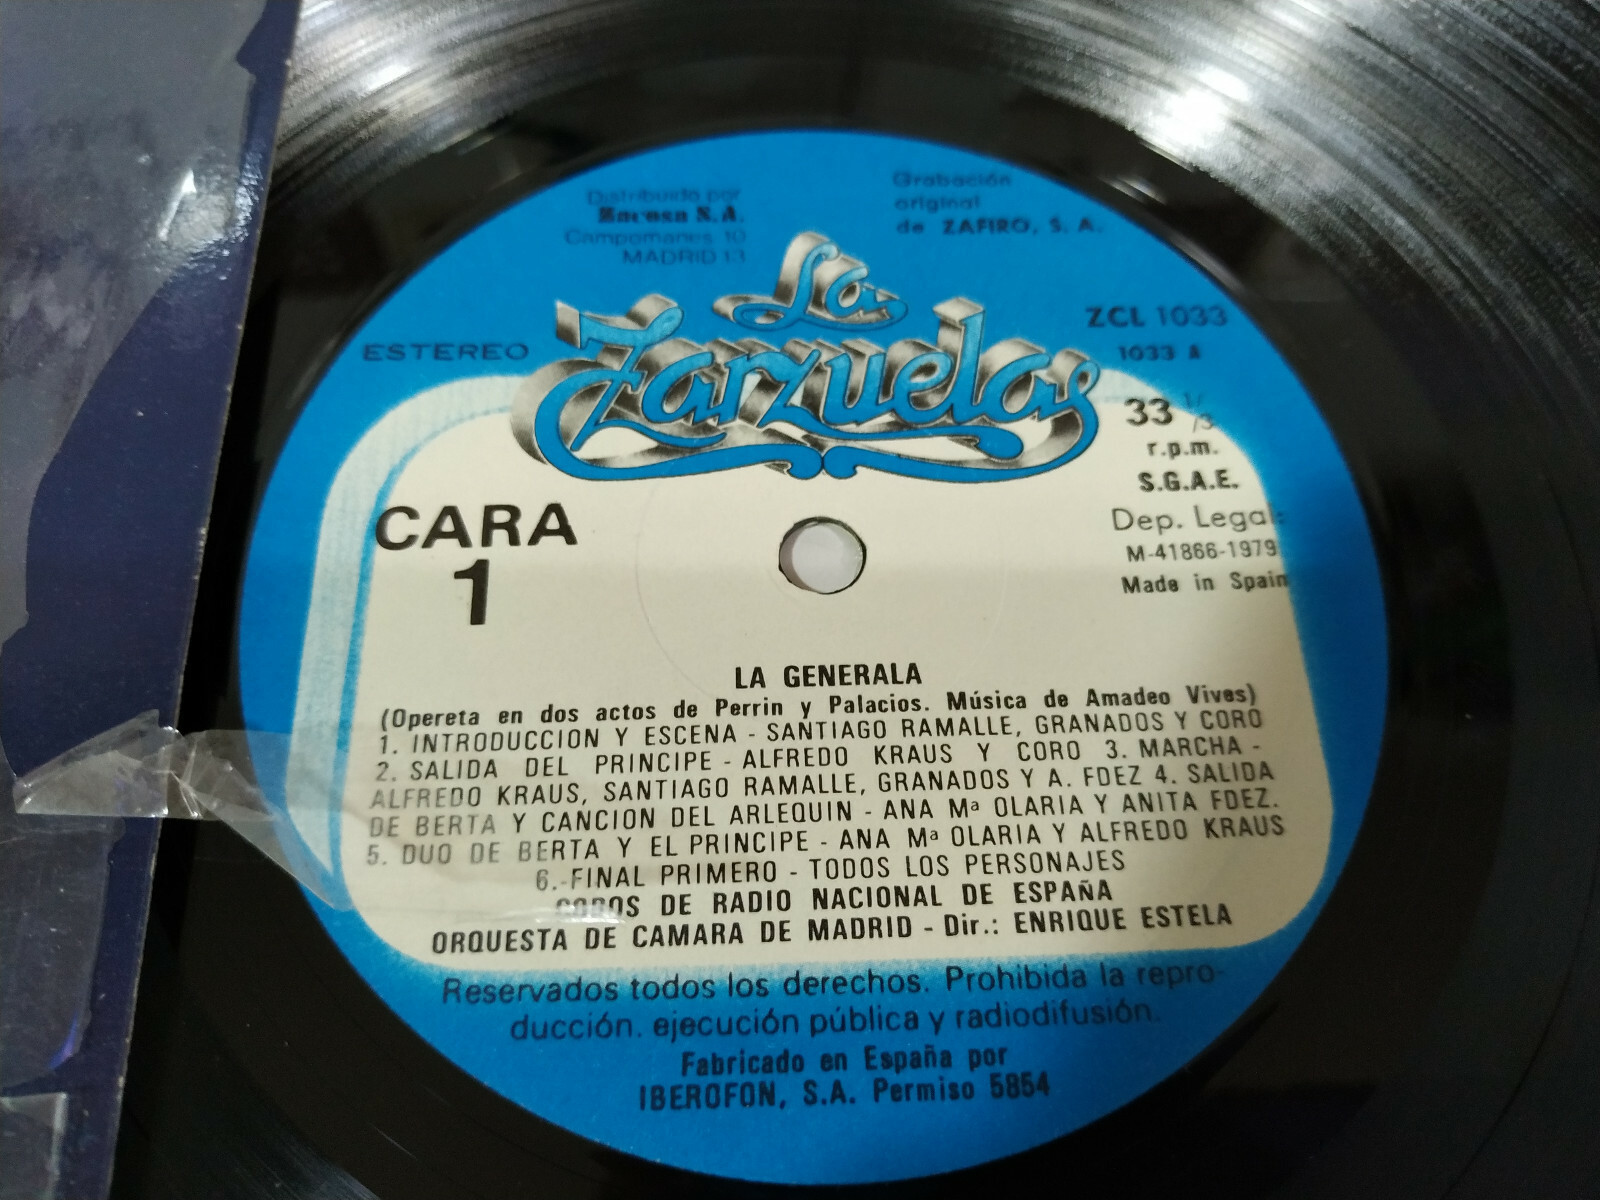 Distribuido por
Zacosa S.A.
Campomanes, 10
MADRID 13
Grabación
original
de ZAFIRO, S. A.
La
Zarzuelas
ESTEREO
ZCL 1033
1033 A
33 1/3
r.p.m.
S.G.A.E.
Dep. Legal:
M-41866-1979
Made in Spain
CARA
1
LA GENERALA
(Opereta en dos actos de Perrin y Palacios. Música de Amadeo Vives)
1. INTRODUCCION Y ESCENA - SANTIAGO RAMALLE, GRANADOS Y CORO
2. SALIDA DEL PRINCIPE - ALFREDO KRAUS Y CORO 3. MARCHA -
ALFREDO KRAUS, SANTIAGO RAMALLE, GRANADOS Y A. FDEZ 4. SALIDA
DE BERTA Y CANCION DEL ARLEQUIN - ANA Mª OLARIA Y ANITA FDEZ.
5. DUO DE BERTA Y EL PRINCIPE - ANA Mª OLARIA Y ALFREDO KRAUS
6.-FINAL PRIMERO - TODOS LOS PERSONAJES
COROS DE RADIO NACIONAL DE ESPAÑA
ORQUESTA DE CAMARA DE MADRID - Dir.: ENRIQUE ESTELA
Reservados todos los derechos. Prohibida la repro-
ducción. ejecución pública y radiodifusión.
Fabricado en España por
IBEROFON, S.A. Permiso 5854